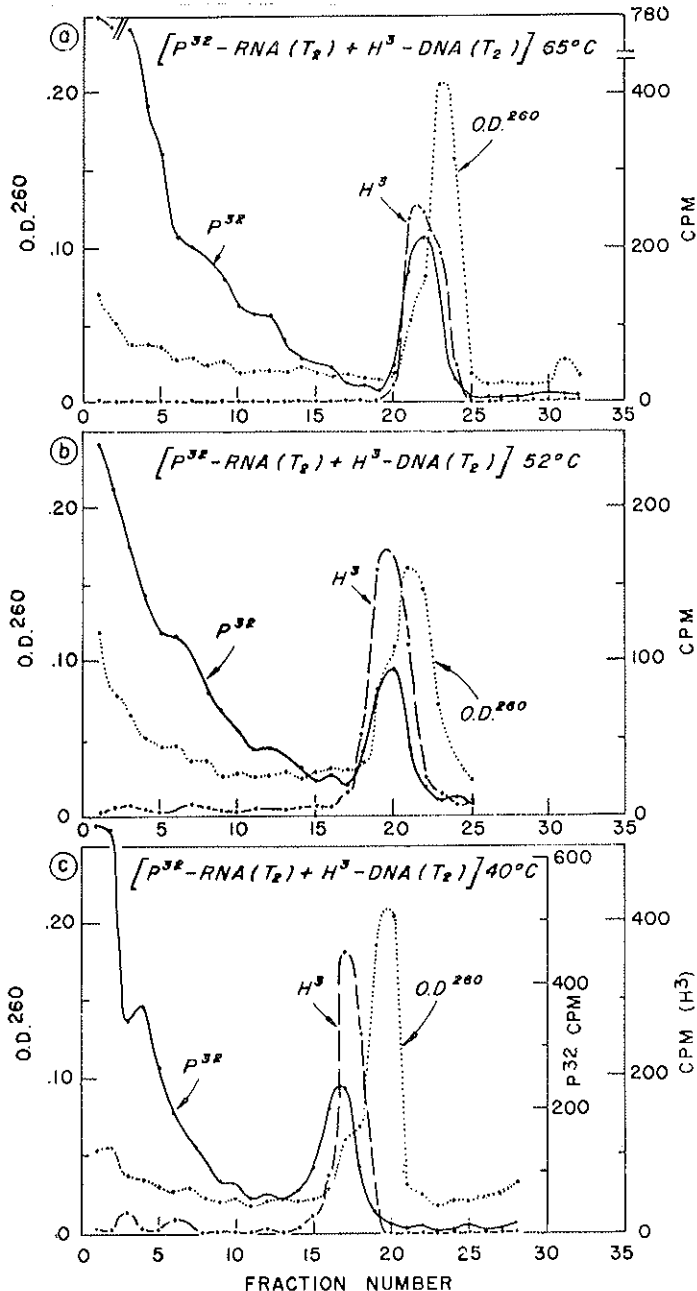 a
[P³²-RNA (T₂) + H³-DNA (T₂)] 65°C
780
.20
400
O.D.²⁶⁰
H³
O.D.²⁶⁰
P³²
.10
200
CPM
0
0
0 5 10 15 20 25 30 35
b
[P³²-RNA (T₂) + H³-DNA (T₂)] 52°C
.20
200
H³
O.D.²⁶⁰
P³²
.10
100
CPM
O.D.²⁶⁰
0
0
0 5 10 15 20 25 30 35
c
[P³²-RNA (T₂) + H³-DNA (T₂)] 40°C
600
.20
400
H³
O.D²⁶⁰
O.D.²⁶⁰
400
P³²
.10
P32 CPM
200
200
CPM (H³)
0
0
0 5 10 15 20 25 30 35
FRACTION NUMBER